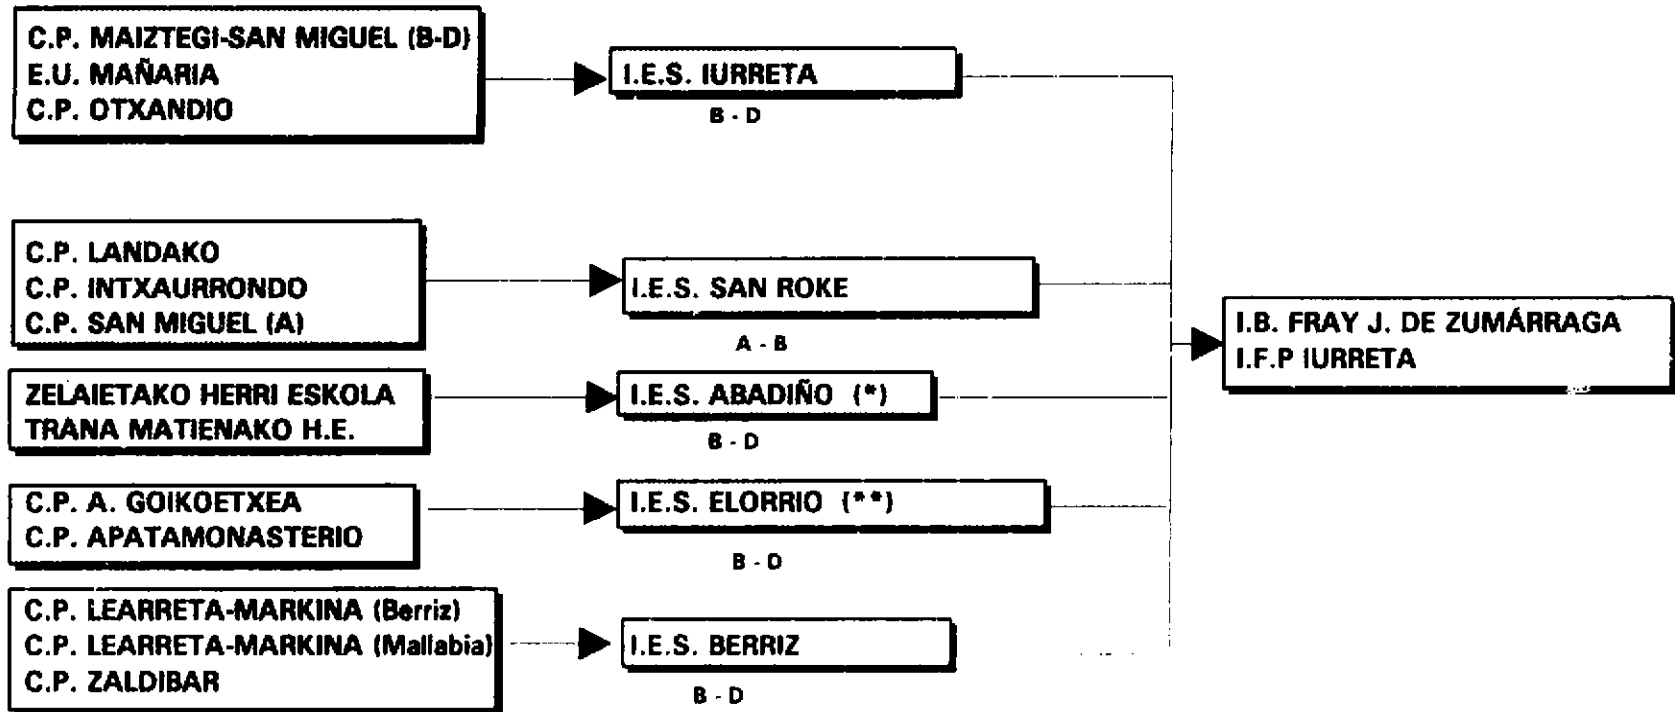 C.P. MAIZTEGI-SAN MIGUEL (B-D)
E.U. MAÑARIA
C.P. OTXANDIO
I.E.S. IURRETA
B - D
C.P. LANDAKO
C.P. INTXAURRONDO
C.P. SAN MIGUEL (A)
I.E.S. SAN ROKE
A - B
ZELAIETAKO HERRI ESKOLA
TRANA MATIENAKO H.E.
I.E.S. ABADIÑO (*)
B - D
C.P. A. GOIKOETXEA
C.P. APATAMONASTERIO
I.E.S. ELORRIO (**)
B - D
C.P. LEARRETA-MARKINA (Berriz)
C.P. LEARRETA-MARKINA (Mallabia)
C.P. ZALDIBAR
I.E.S. BERRIZ
B - D
I.B. FRAY J. DE ZUMÁRRAGA
I.F.P IURRETA